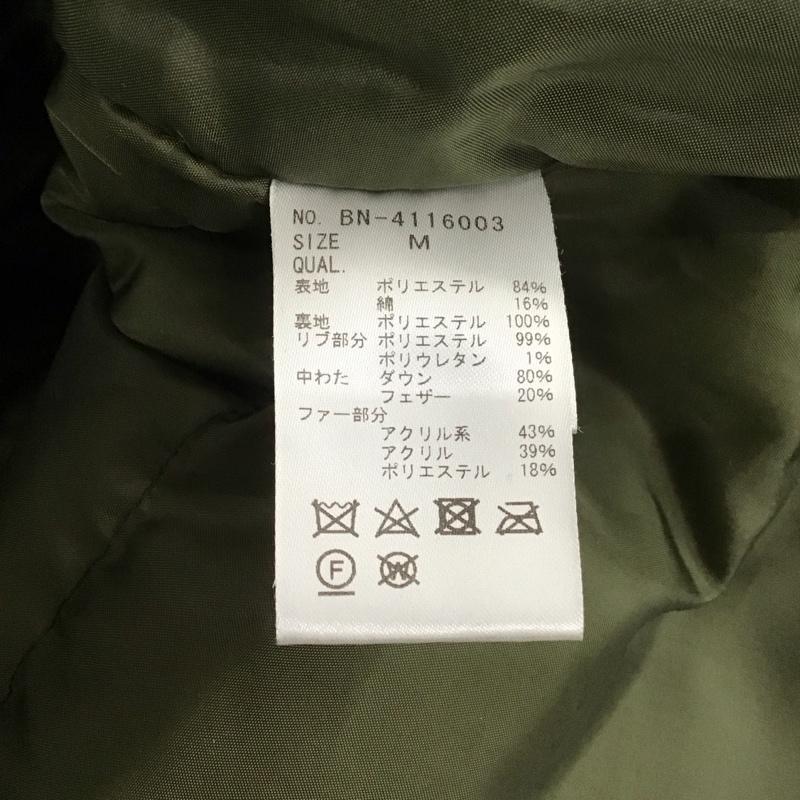 NO. BN-4116003
SIZE M
QUAL.
表地 ポリエステル 84%
綿 16%
裏地 ポリエステル 100%
リブ部分 ポリエステル 99%
ポリウレタン 1%
中わた ダウン 80%
フェザー 20%
ファー部分
アクリル系 43%
アクリル 39%
ポリエステル 18%
F W